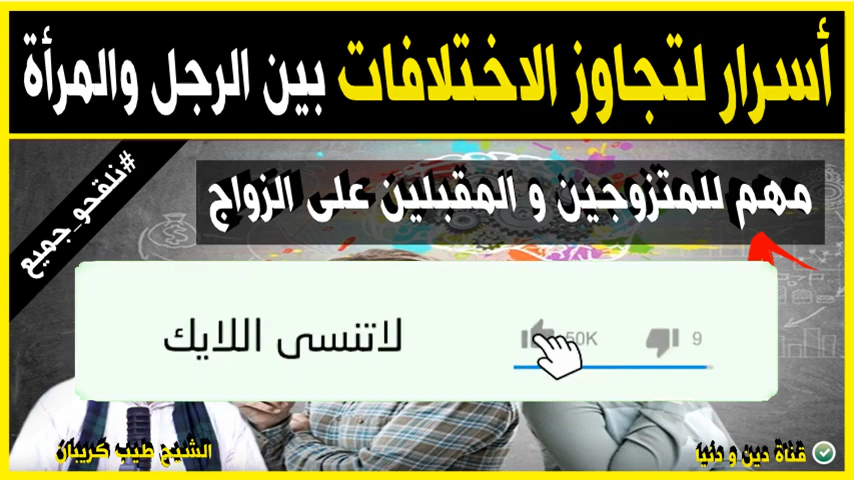 أسرار لتجاوز الاختلافات بين الرجل والمرأة
#نلقحو_جميع
مهم للمتزوجين و المقبلين على الزواج
لاتنسى اللايك
50K
9
قناة دين و دنيا
الشيخ طيب كريبان